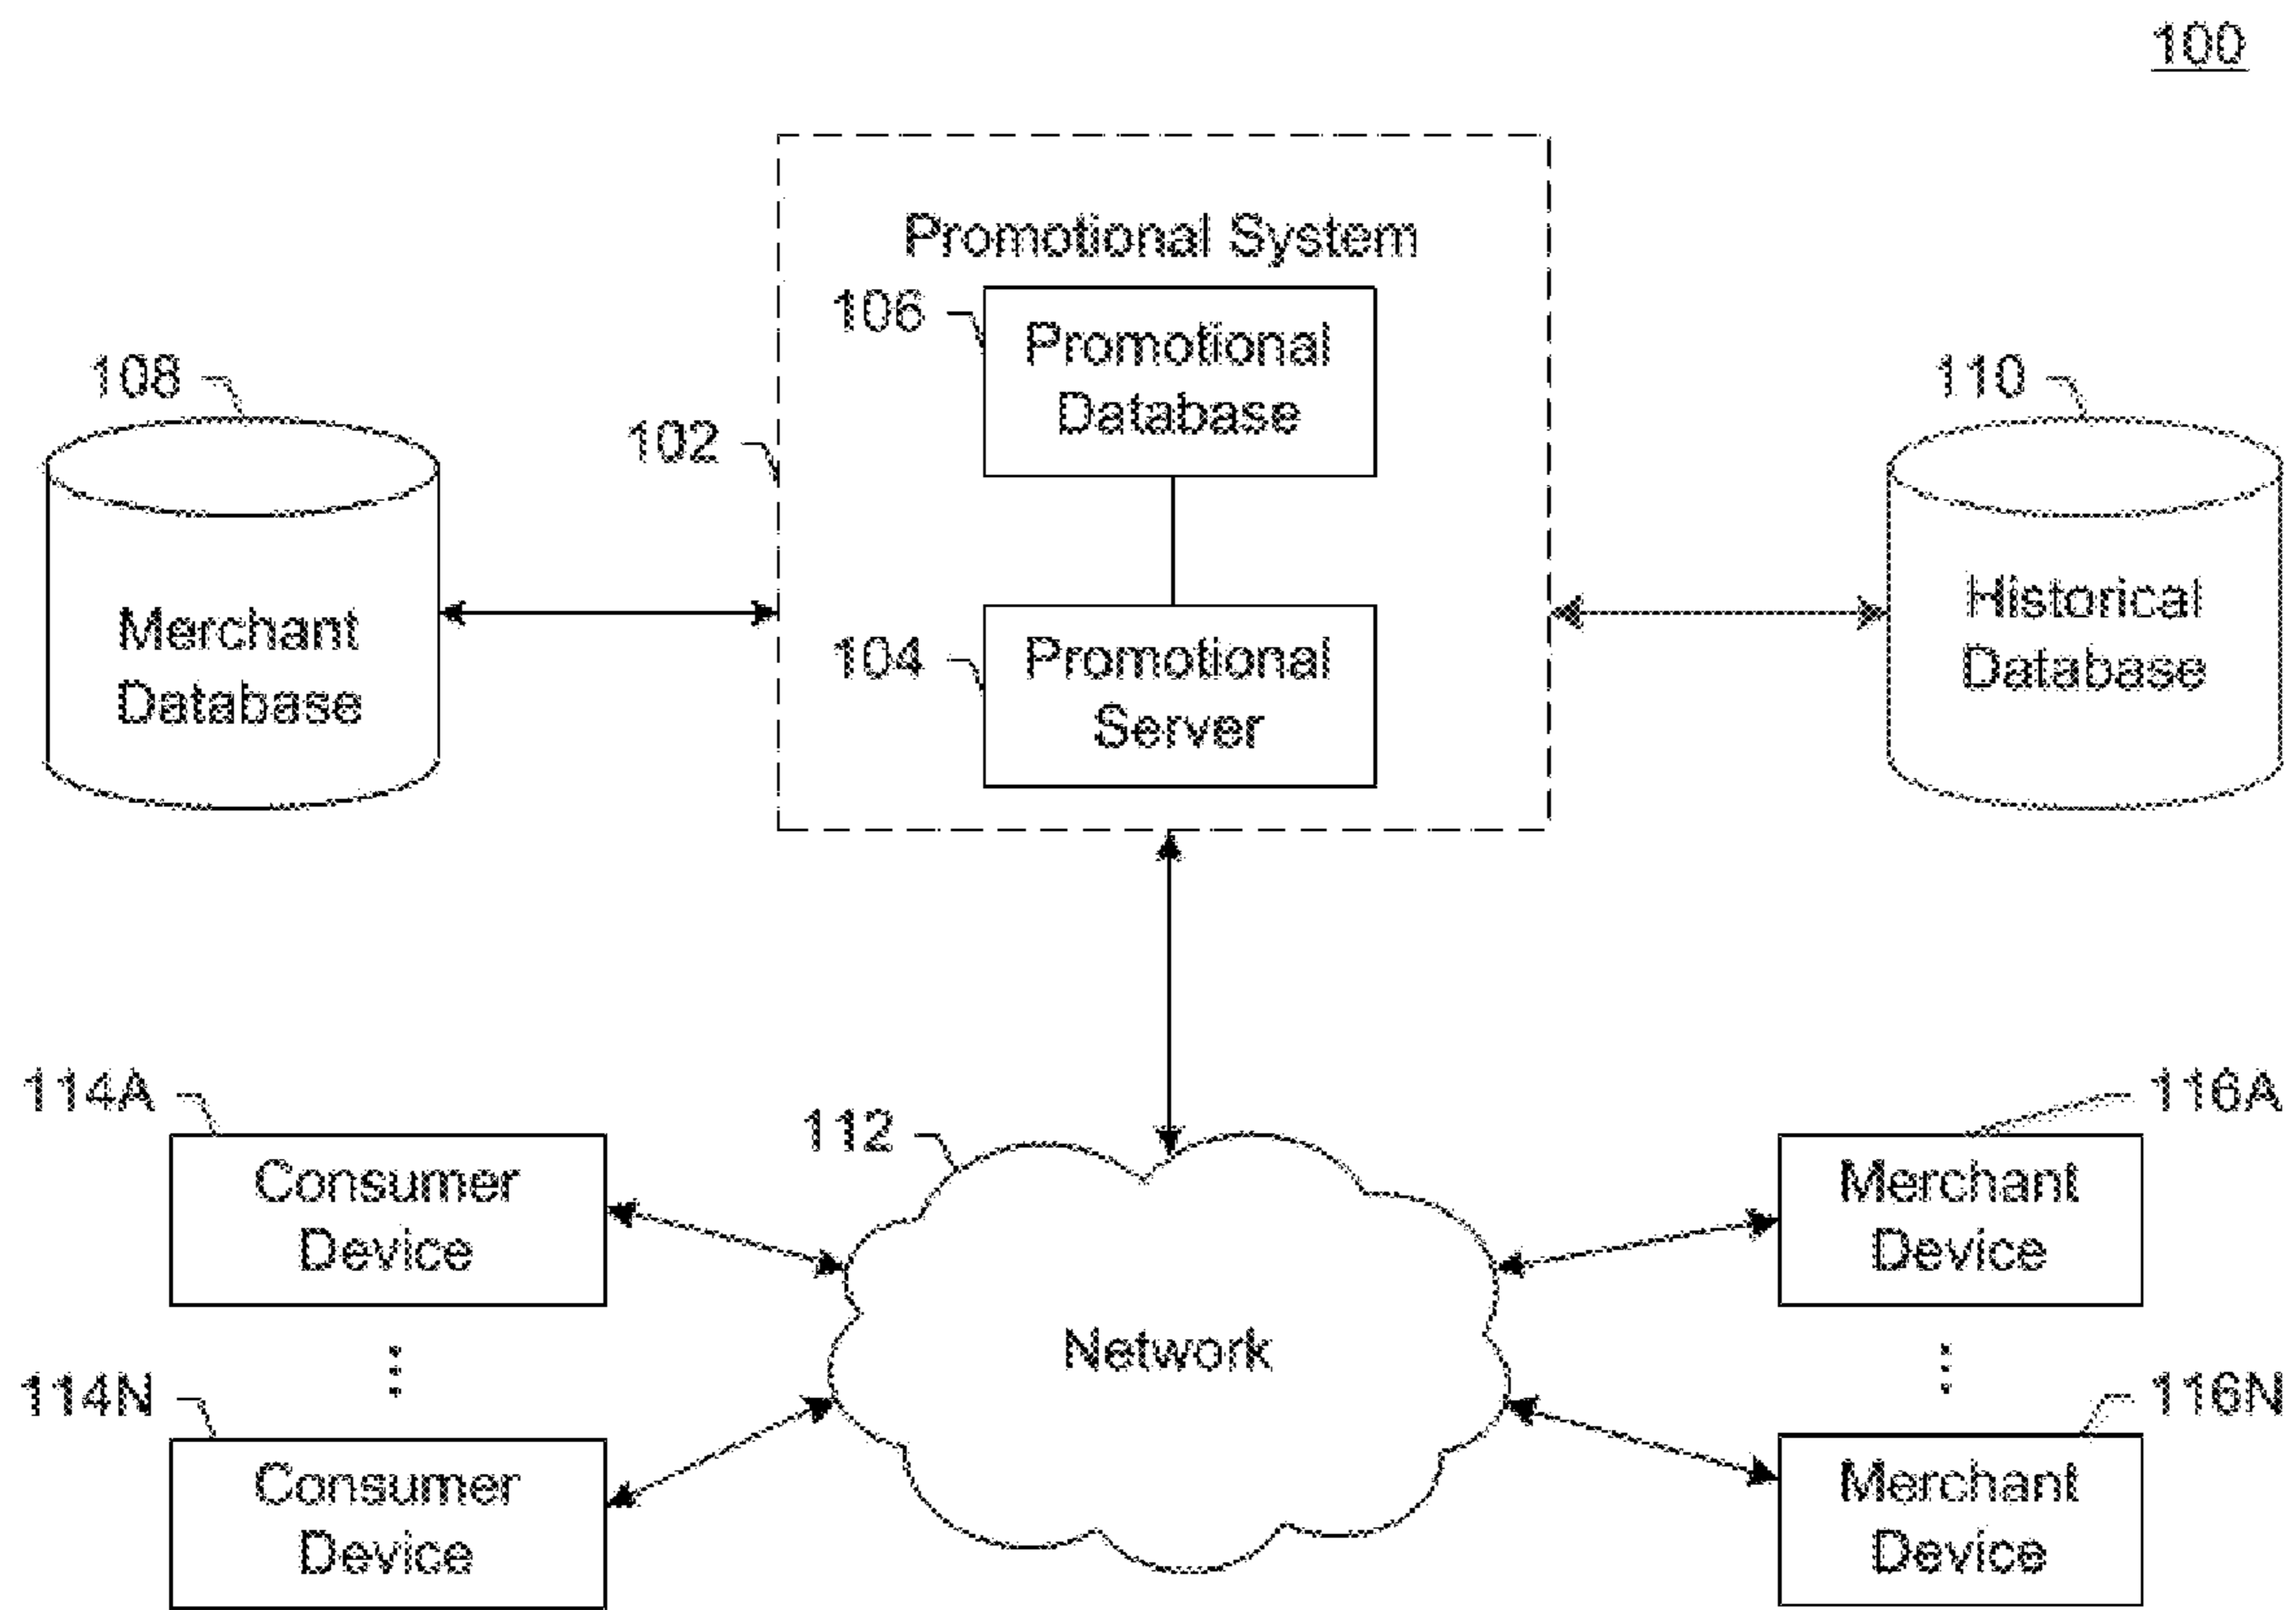 100
Promotional System
106
Promotional
Database
108
110
102
Merchant
Database
104
Promotional
Server
Historical
Database
114A
Consumer
Device
112
116A
Merchant
Device
Network
114N
Consumer
Device
116N
Merchant
Device